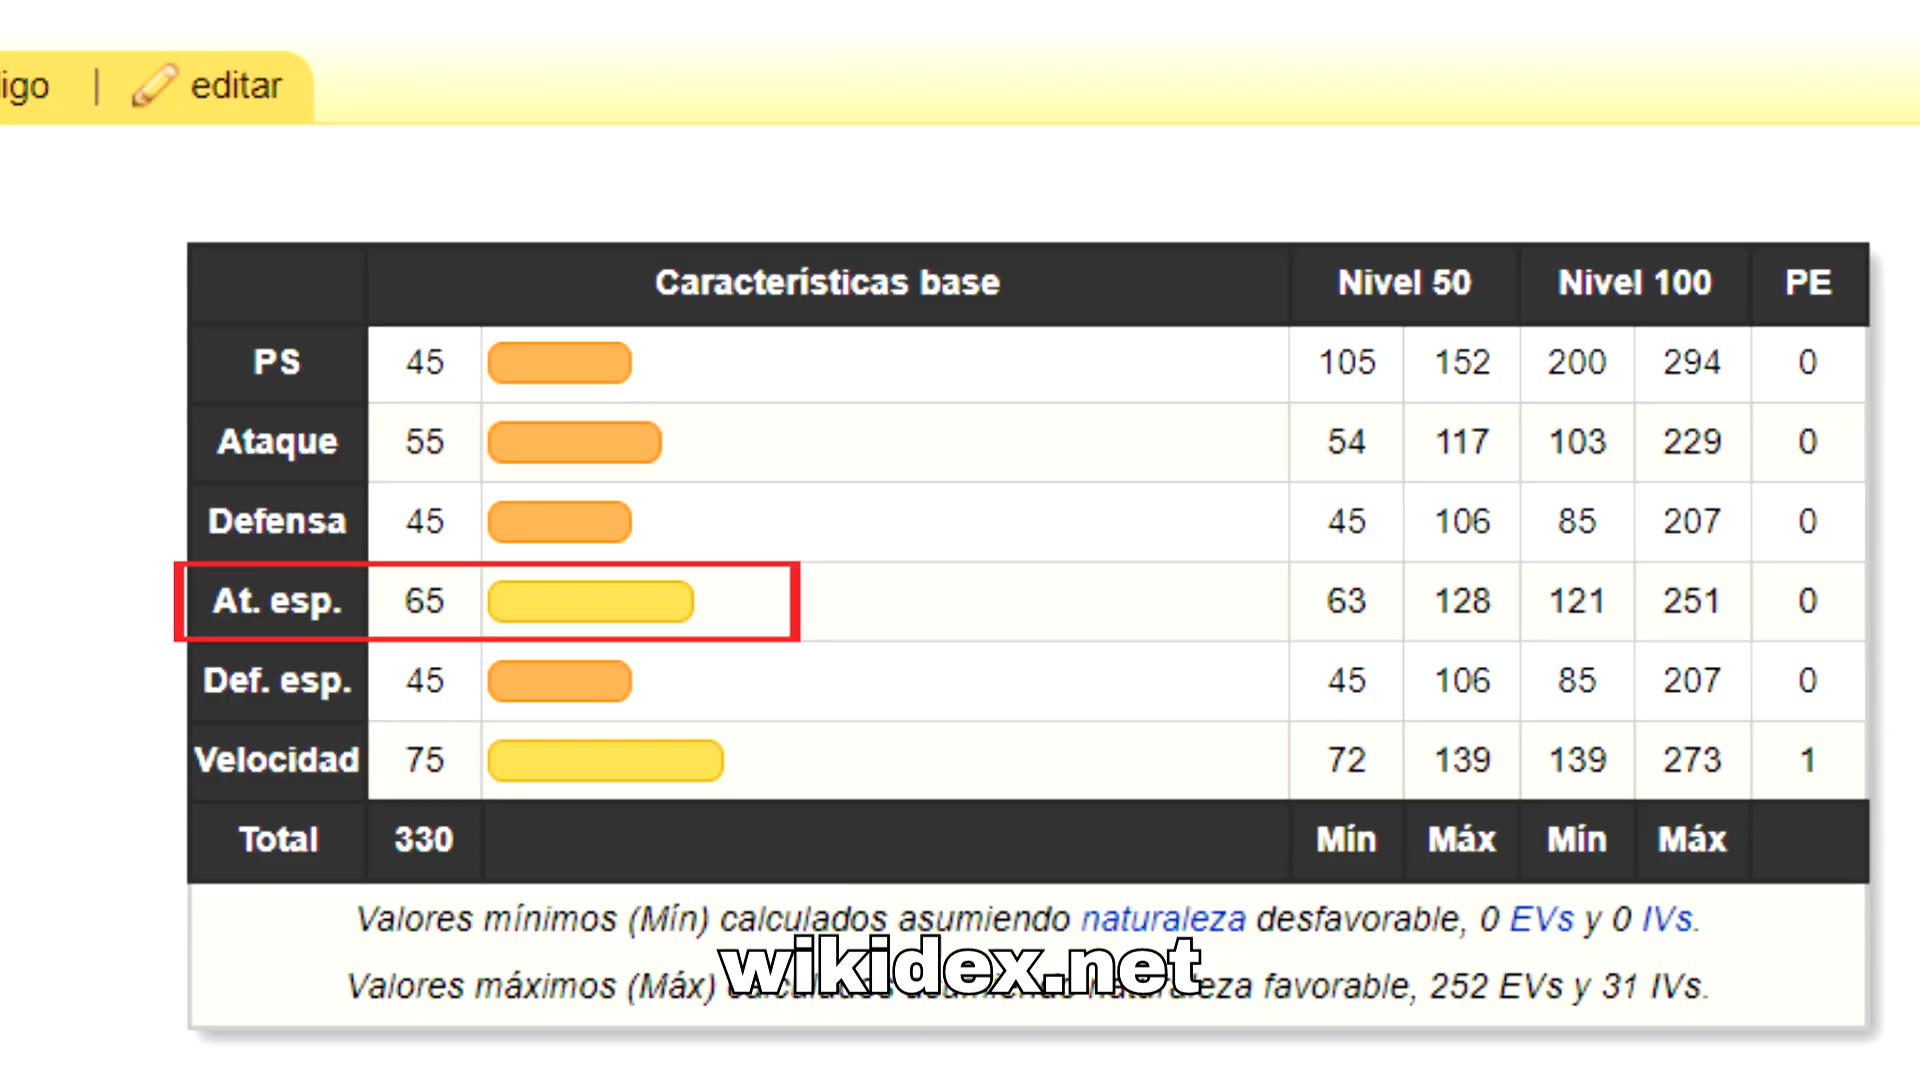 igo | editar
Características base Nivel 50 Nivel 100 PE
PS 45 105 152 200 294 0
Ataque 55 54 117 103 229 0
Defensa 45 45 106 85 207 0
At. esp. 65 63 128 121 251 0
Def. esp. 45 45 106 85 207 0
Velocidad 75 72 139 139 273 1
Total 330 Mín Máx Mín Máx
Valores mínimos (Mín) calculados asumiendo naturaleza desfavorable, 0 EVs y 0 IVs.
wikidex.net
Valores máximos (Máx) calculados asumiendo naturaleza favorable, 252 EVs y 31 IVs.